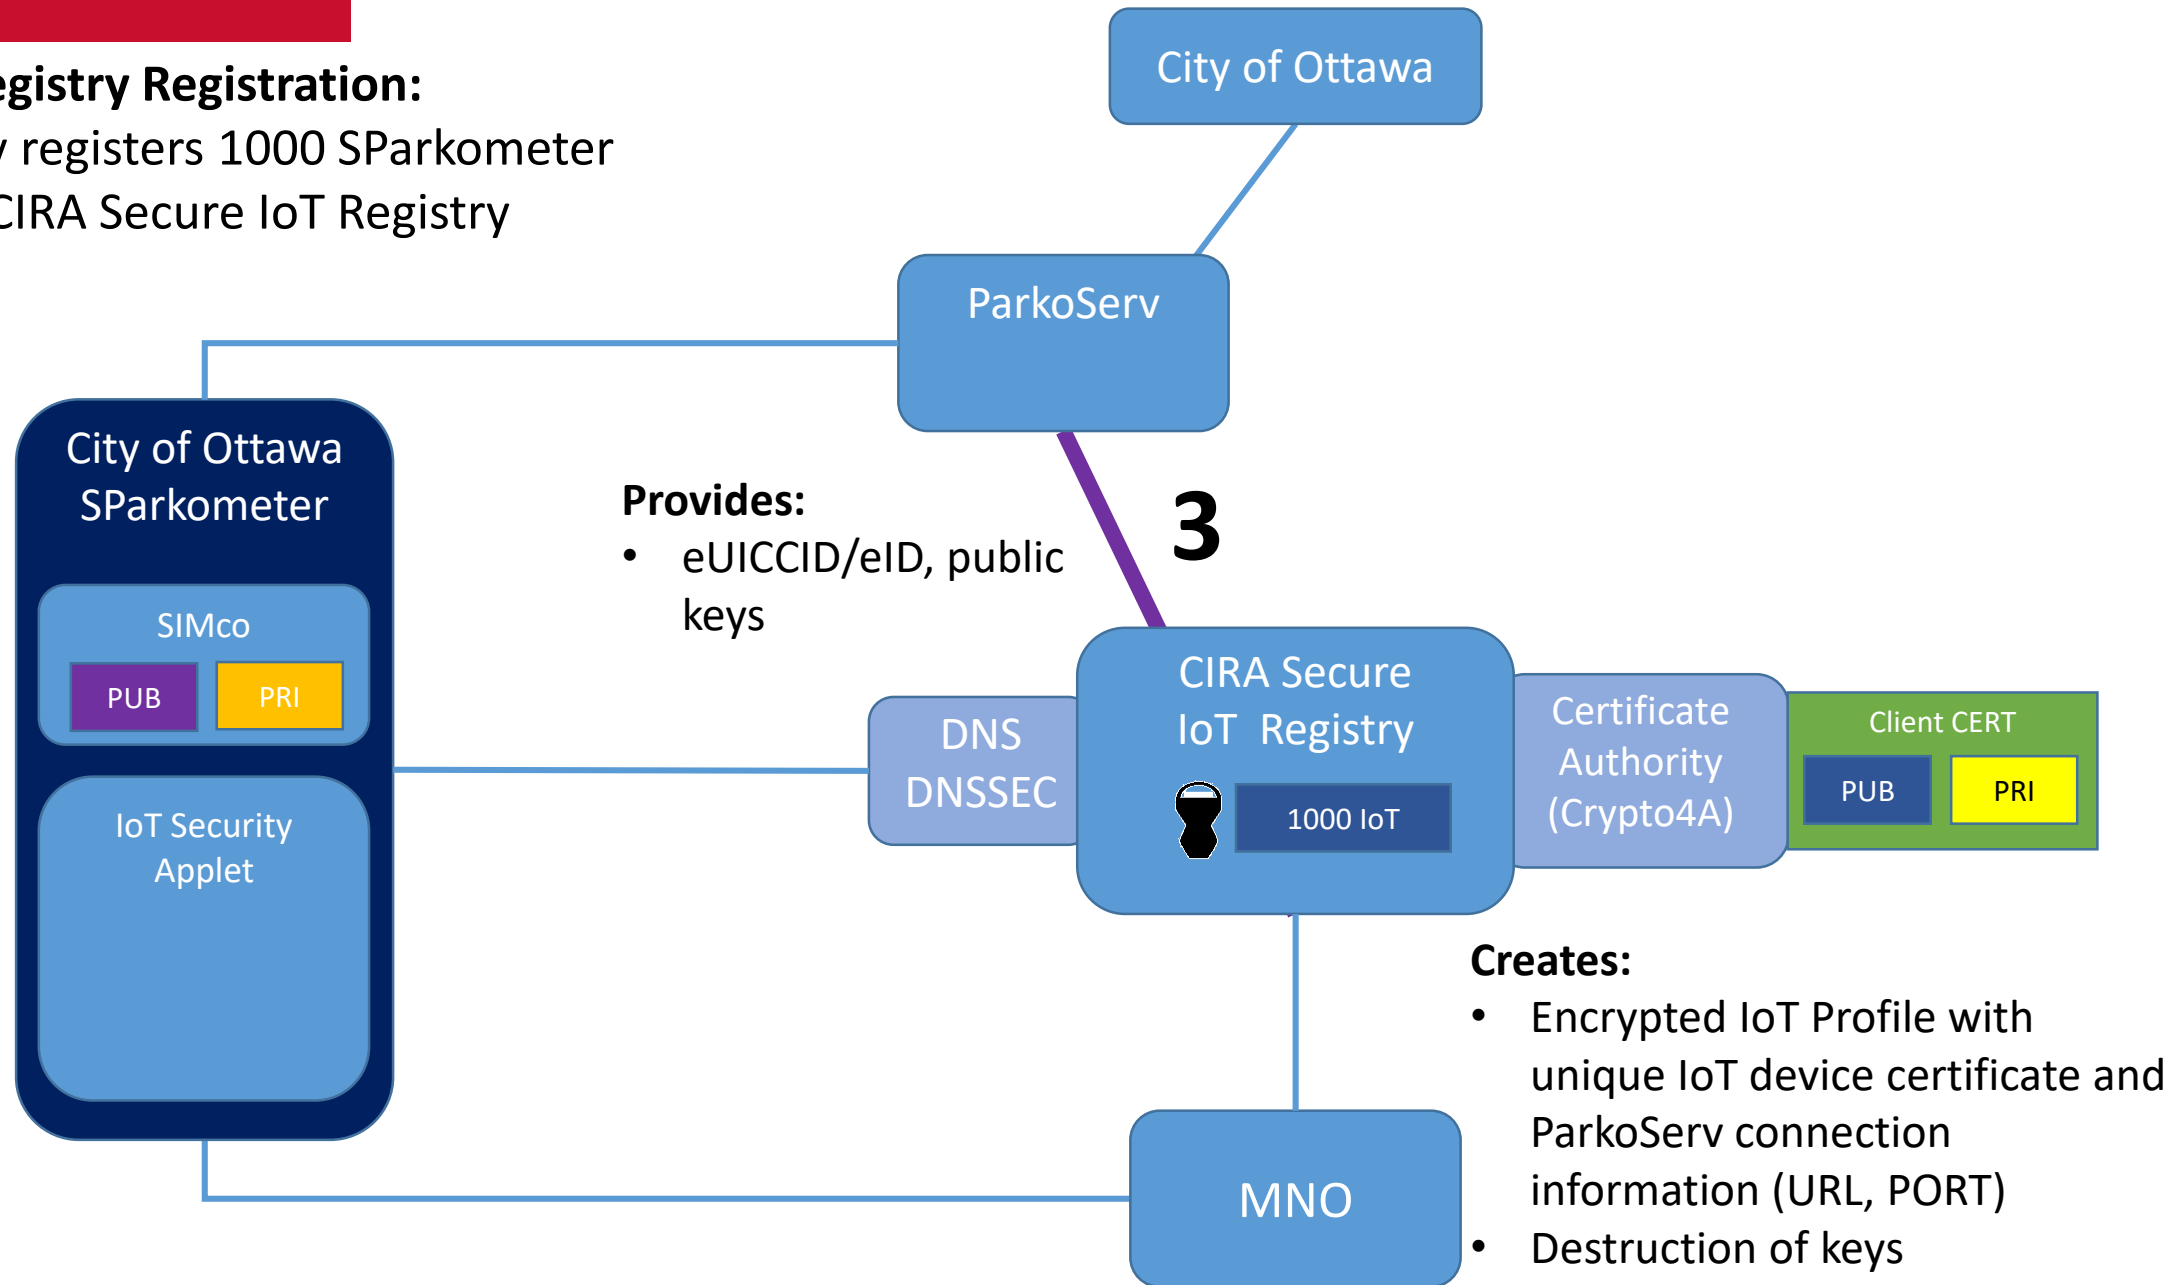 egistry Registration:
registers 1000 SParkometer
CIRA Secure IoT Registry
City of Ottawa
ParkoServ
City of Ottawa
SParkometer
Provides:
• eUICCID/eID, public
keys
3
SIMco
PUB PRI
IoT Security
Applet
DNS
DNSSEC
CIRA Secure
IoT Registry
1000 IoT
Certificate
Authority
(Crypto4A)
Client CERT
PUB PRI
Creates:
• Encrypted IoT Profile with
unique IoT device certificate and
ParkoServ connection
information (URL, PORT)
• Destruction of keys
MNO